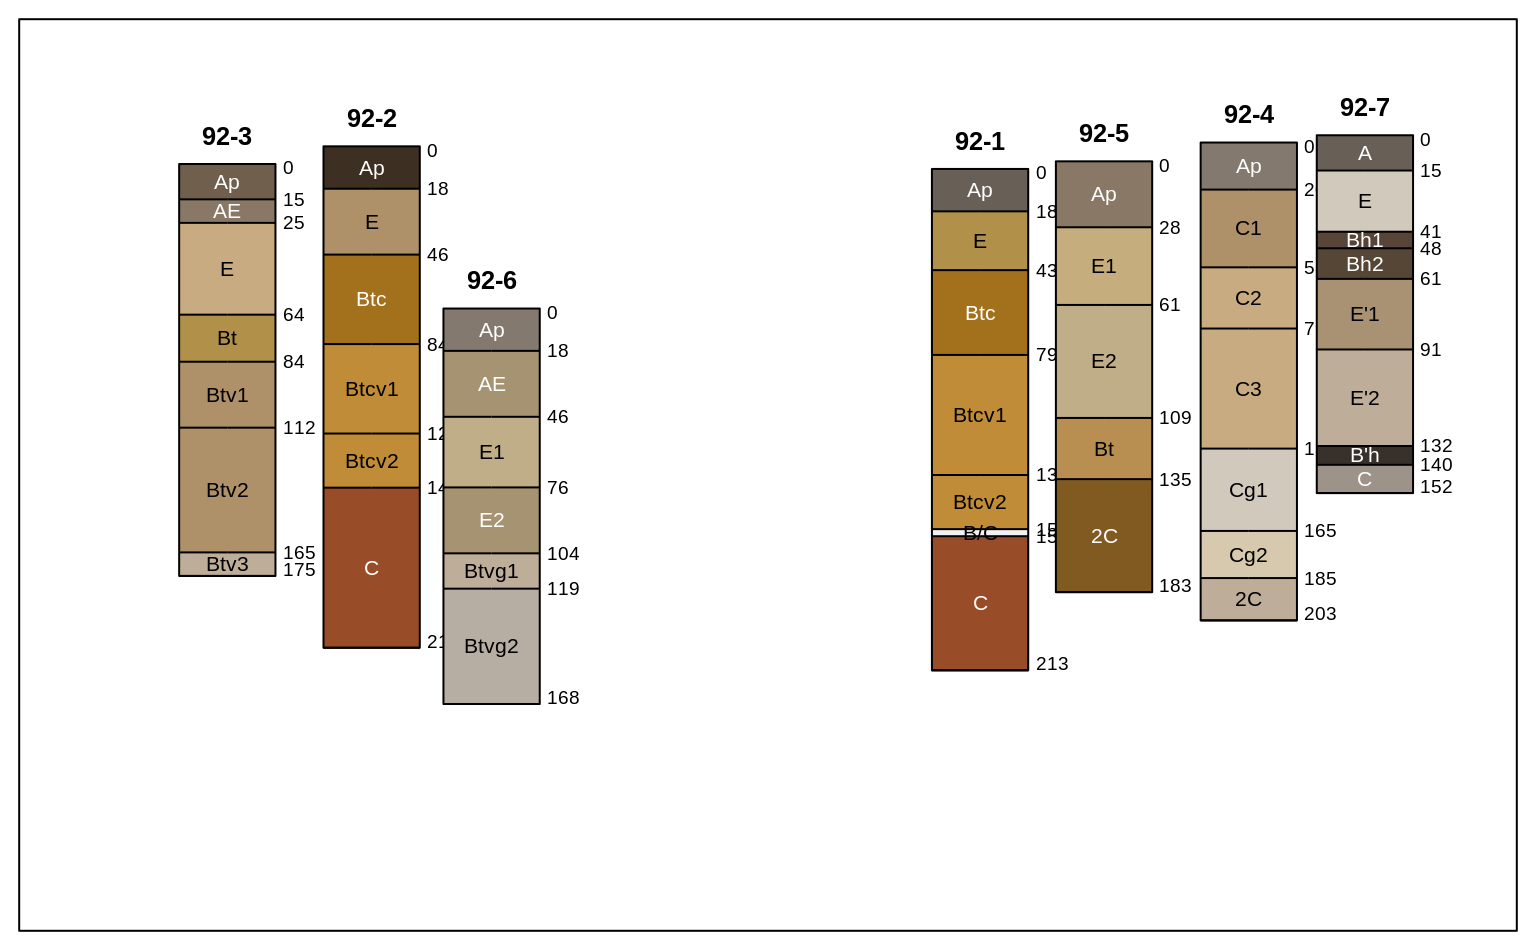 92-3
0
Ap
15
AE
25
E
64
Bt
84
Btv1
112
Btv2
165
Btv3
175
92-2
0
Ap
18
E
46
Btc
84
Btcv1
12
Btcv2
14
C
21
92-6
0
Ap
18
AE
46
E1
76
E2
104
Btvg1
119
Btvg2
168
92-1
0
Ap
18
E
43
Btc
79
Btcv1
13
Btcv2
15
B/C
15
C
213
92-5
0
Ap
28
E1
61
E2
109
Bt
135
2C
183
92-4
0
Ap
2
C1
5
C2
7
C3
1
Cg1
165
Cg2
185
2C
203
92-7
0
A
15
E
41
Bh1
48
Bh2
61
E'1
91
E'2
132
B'h
140
C
152